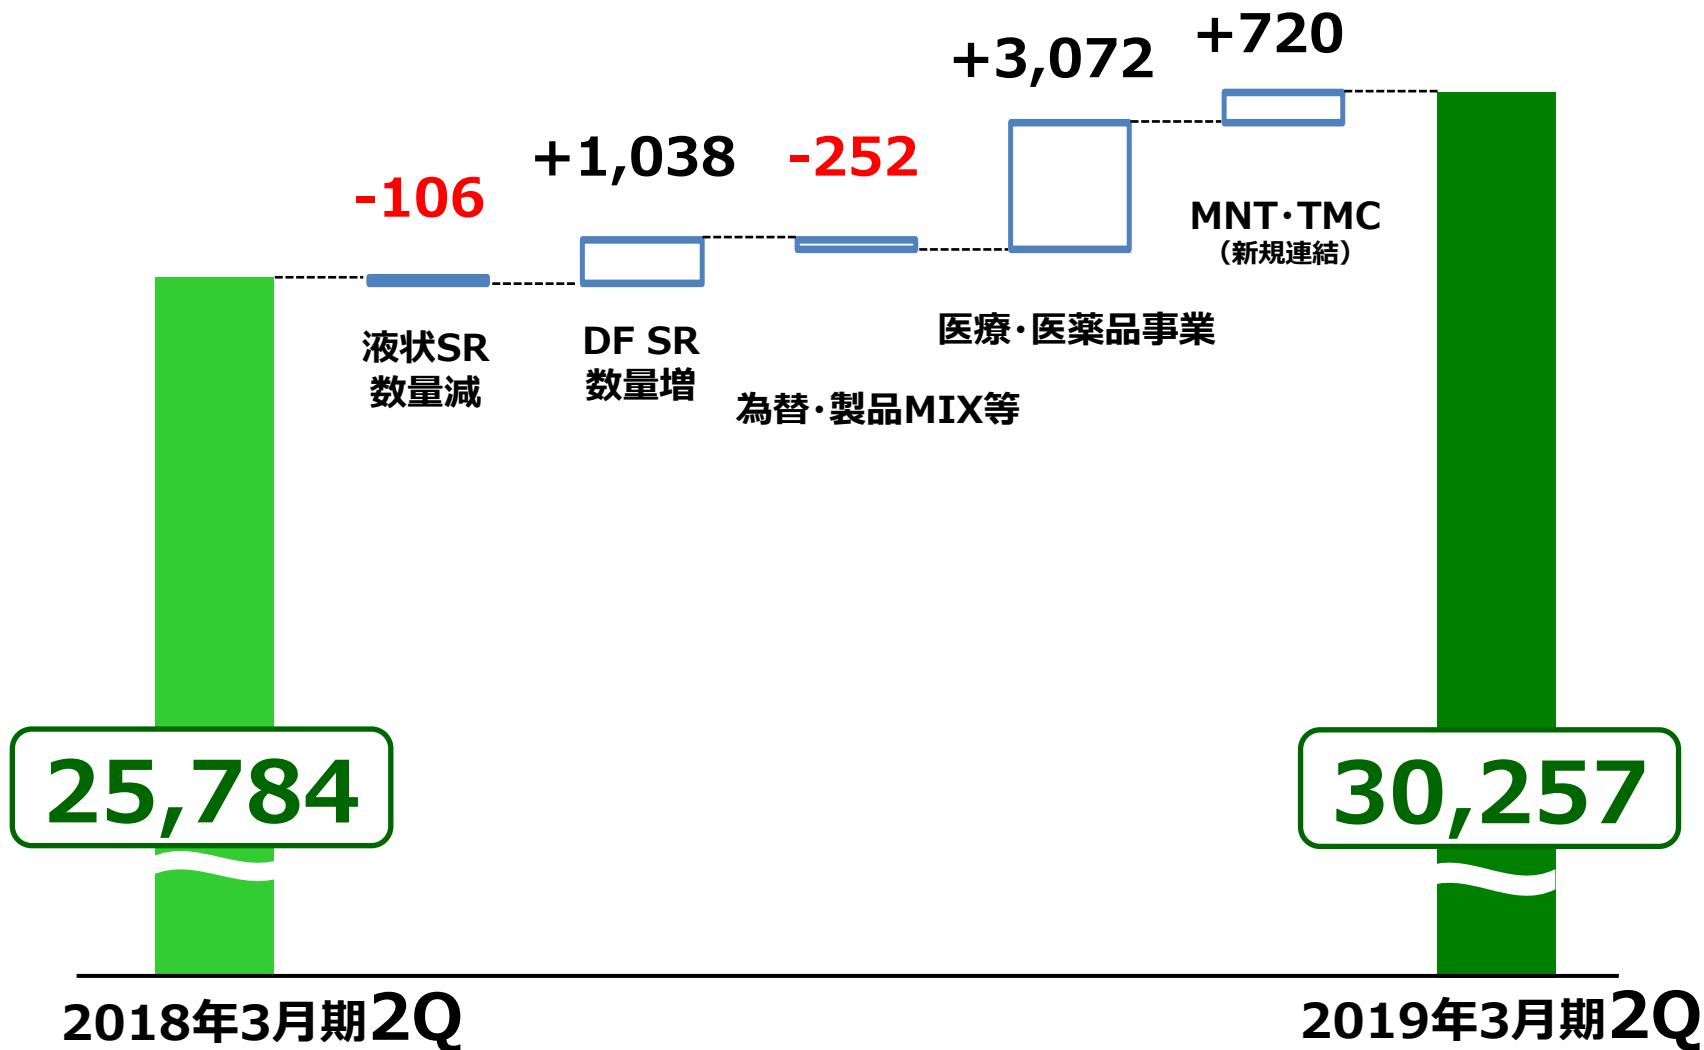 +720
+3,072
+1,038
-252
-106
MNT・TMC
（新規連結）
医療・医薬品事業
液状SR
数量減
DF SR
数量増
為替・製品MIX等
25,784
30,257
2018年3月期2Q
2019年3月期2Q